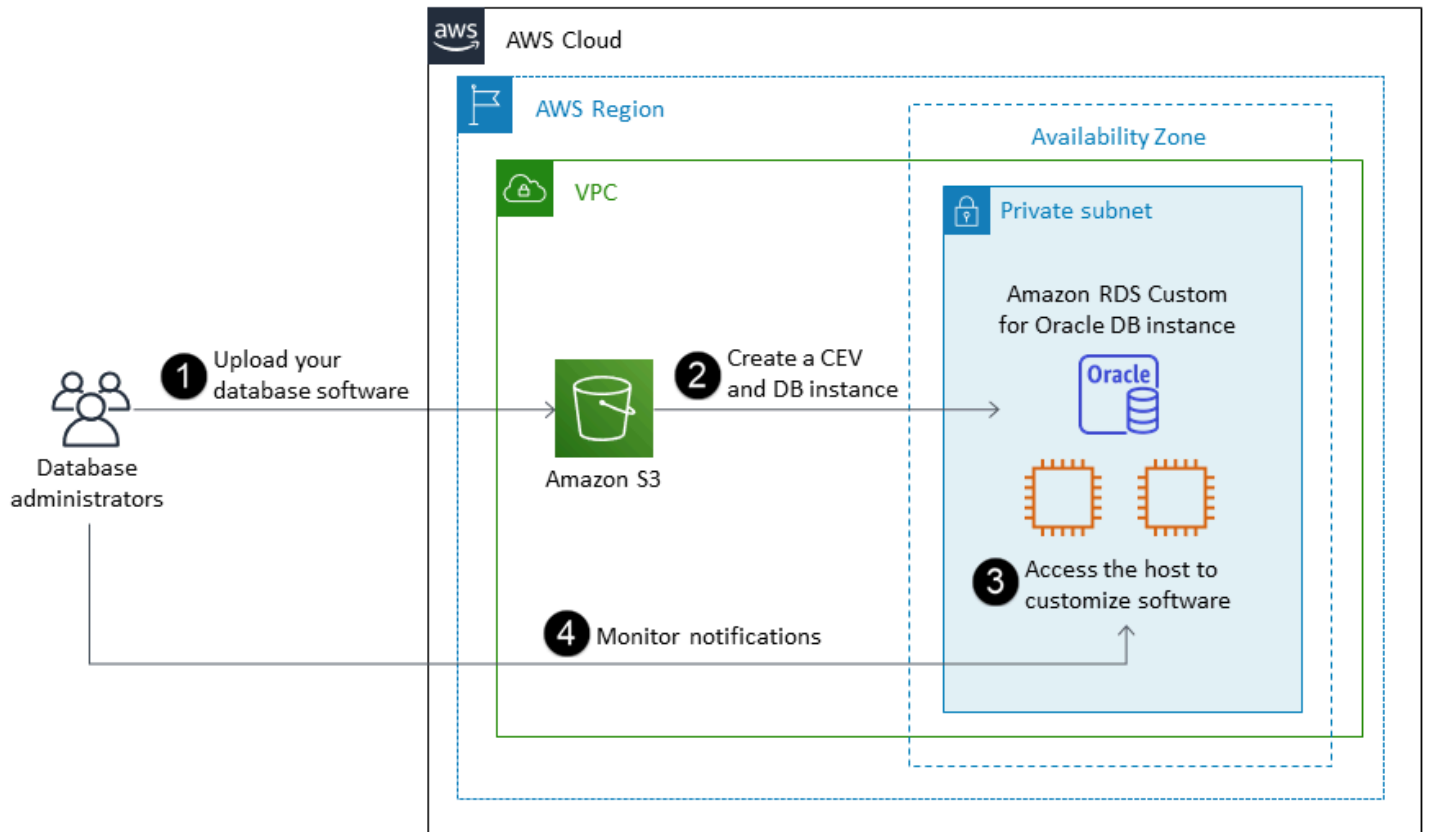 aws
AWS Cloud
AWS Region
Availability Zone
VPC
Private subnet
Amazon RDS Custom
for Oracle DB instance
Oracle
1
Upload your
database software
2
Create a CEV
and DB instance
Database
administrators
Amazon S3
3
Access the host to
customize software
4
Monitor notifications